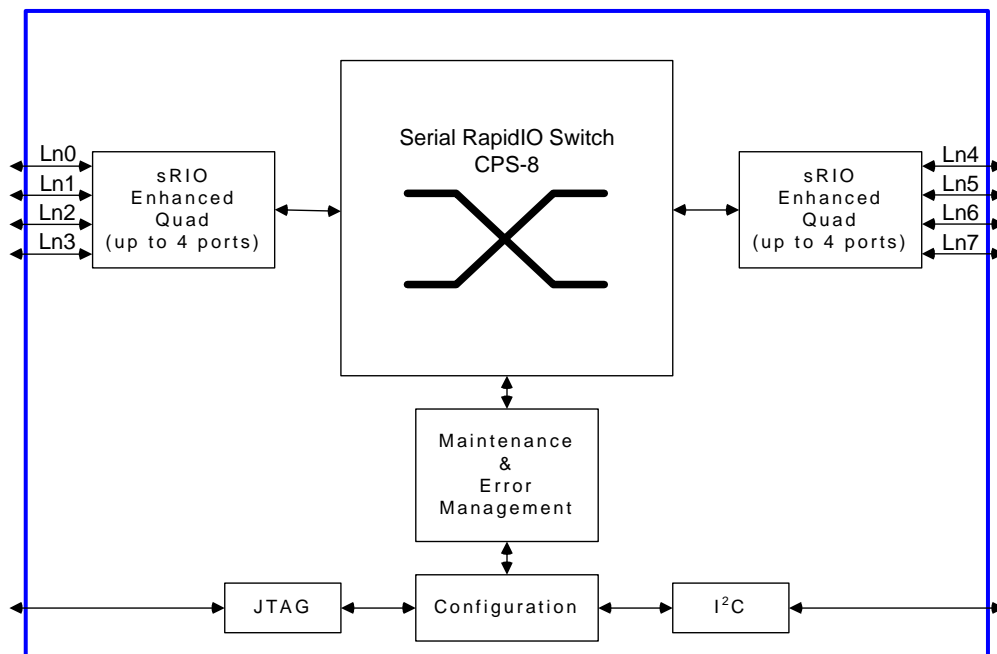 Serial RapidIO Switch
CPS-8
Ln0
Ln1
Ln2
Ln3
sRIO
Enhanced
Quad
(up to 4 ports)
sRIO
Enhanced
Quad
(up to 4 ports)
Ln4
Ln5
Ln6
Ln7
Maintenance
&
Error
Management
JTAG
Configuration
I²C